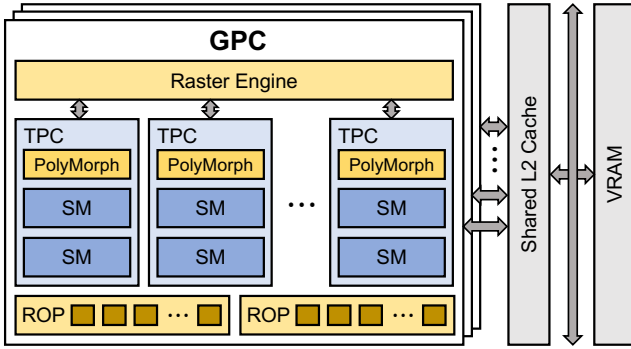 GPC
Raster Engine
TPC
PolyMorph
SM
SM
TPC
PolyMorph
SM
SM
...
TPC
PolyMorph
SM
SM
ROP ...
ROP ...
...
Shared L2 Cache
VRAM